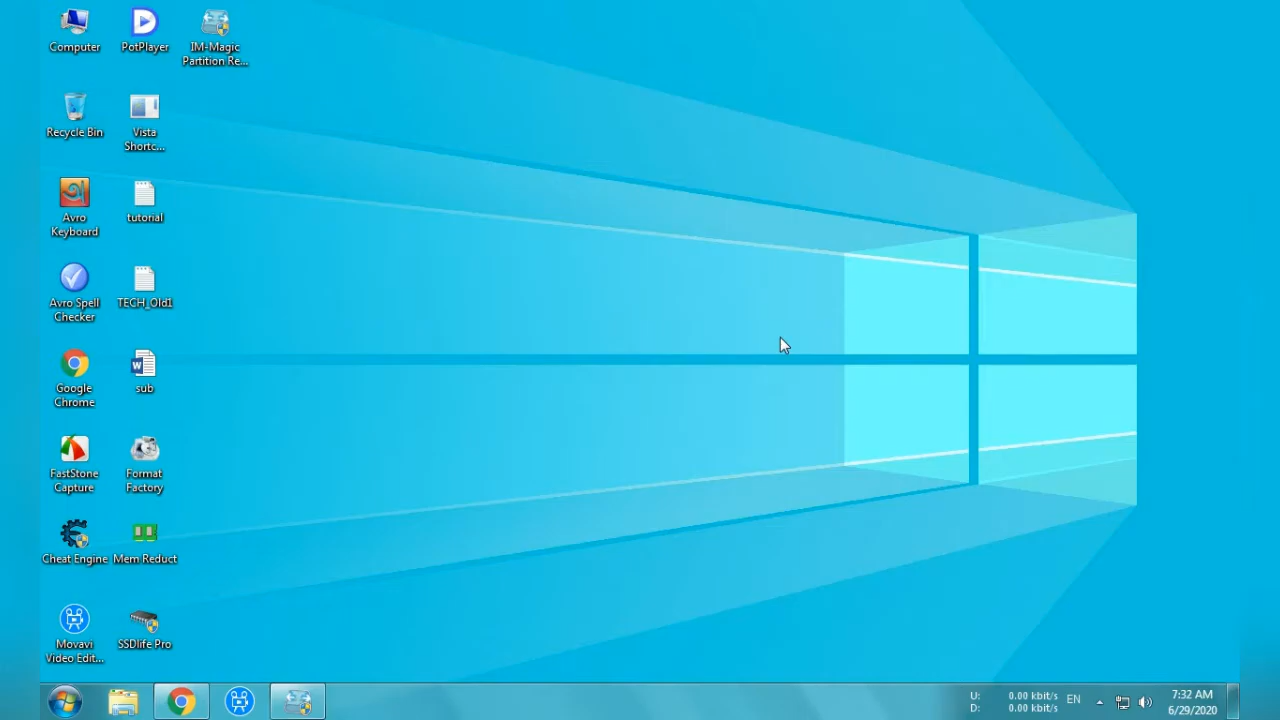 Computer
PotPlayer
IM-Magic
Partition Re...
Recycle Bin
Vista
Shortc...
Avro
Keyboard
tutorial
Avro Spell
Checker
TECH_Old1
Google
Chrome
sub
FastStone
Capture
Format
Factory
Cheat Engine
Mem Reduct
Movavi
Video Edit...
SSDlife Pro
U: 0.00 kbit/s
D: 0.00 kbit/s
EN
7:32 AM
6/29/2020